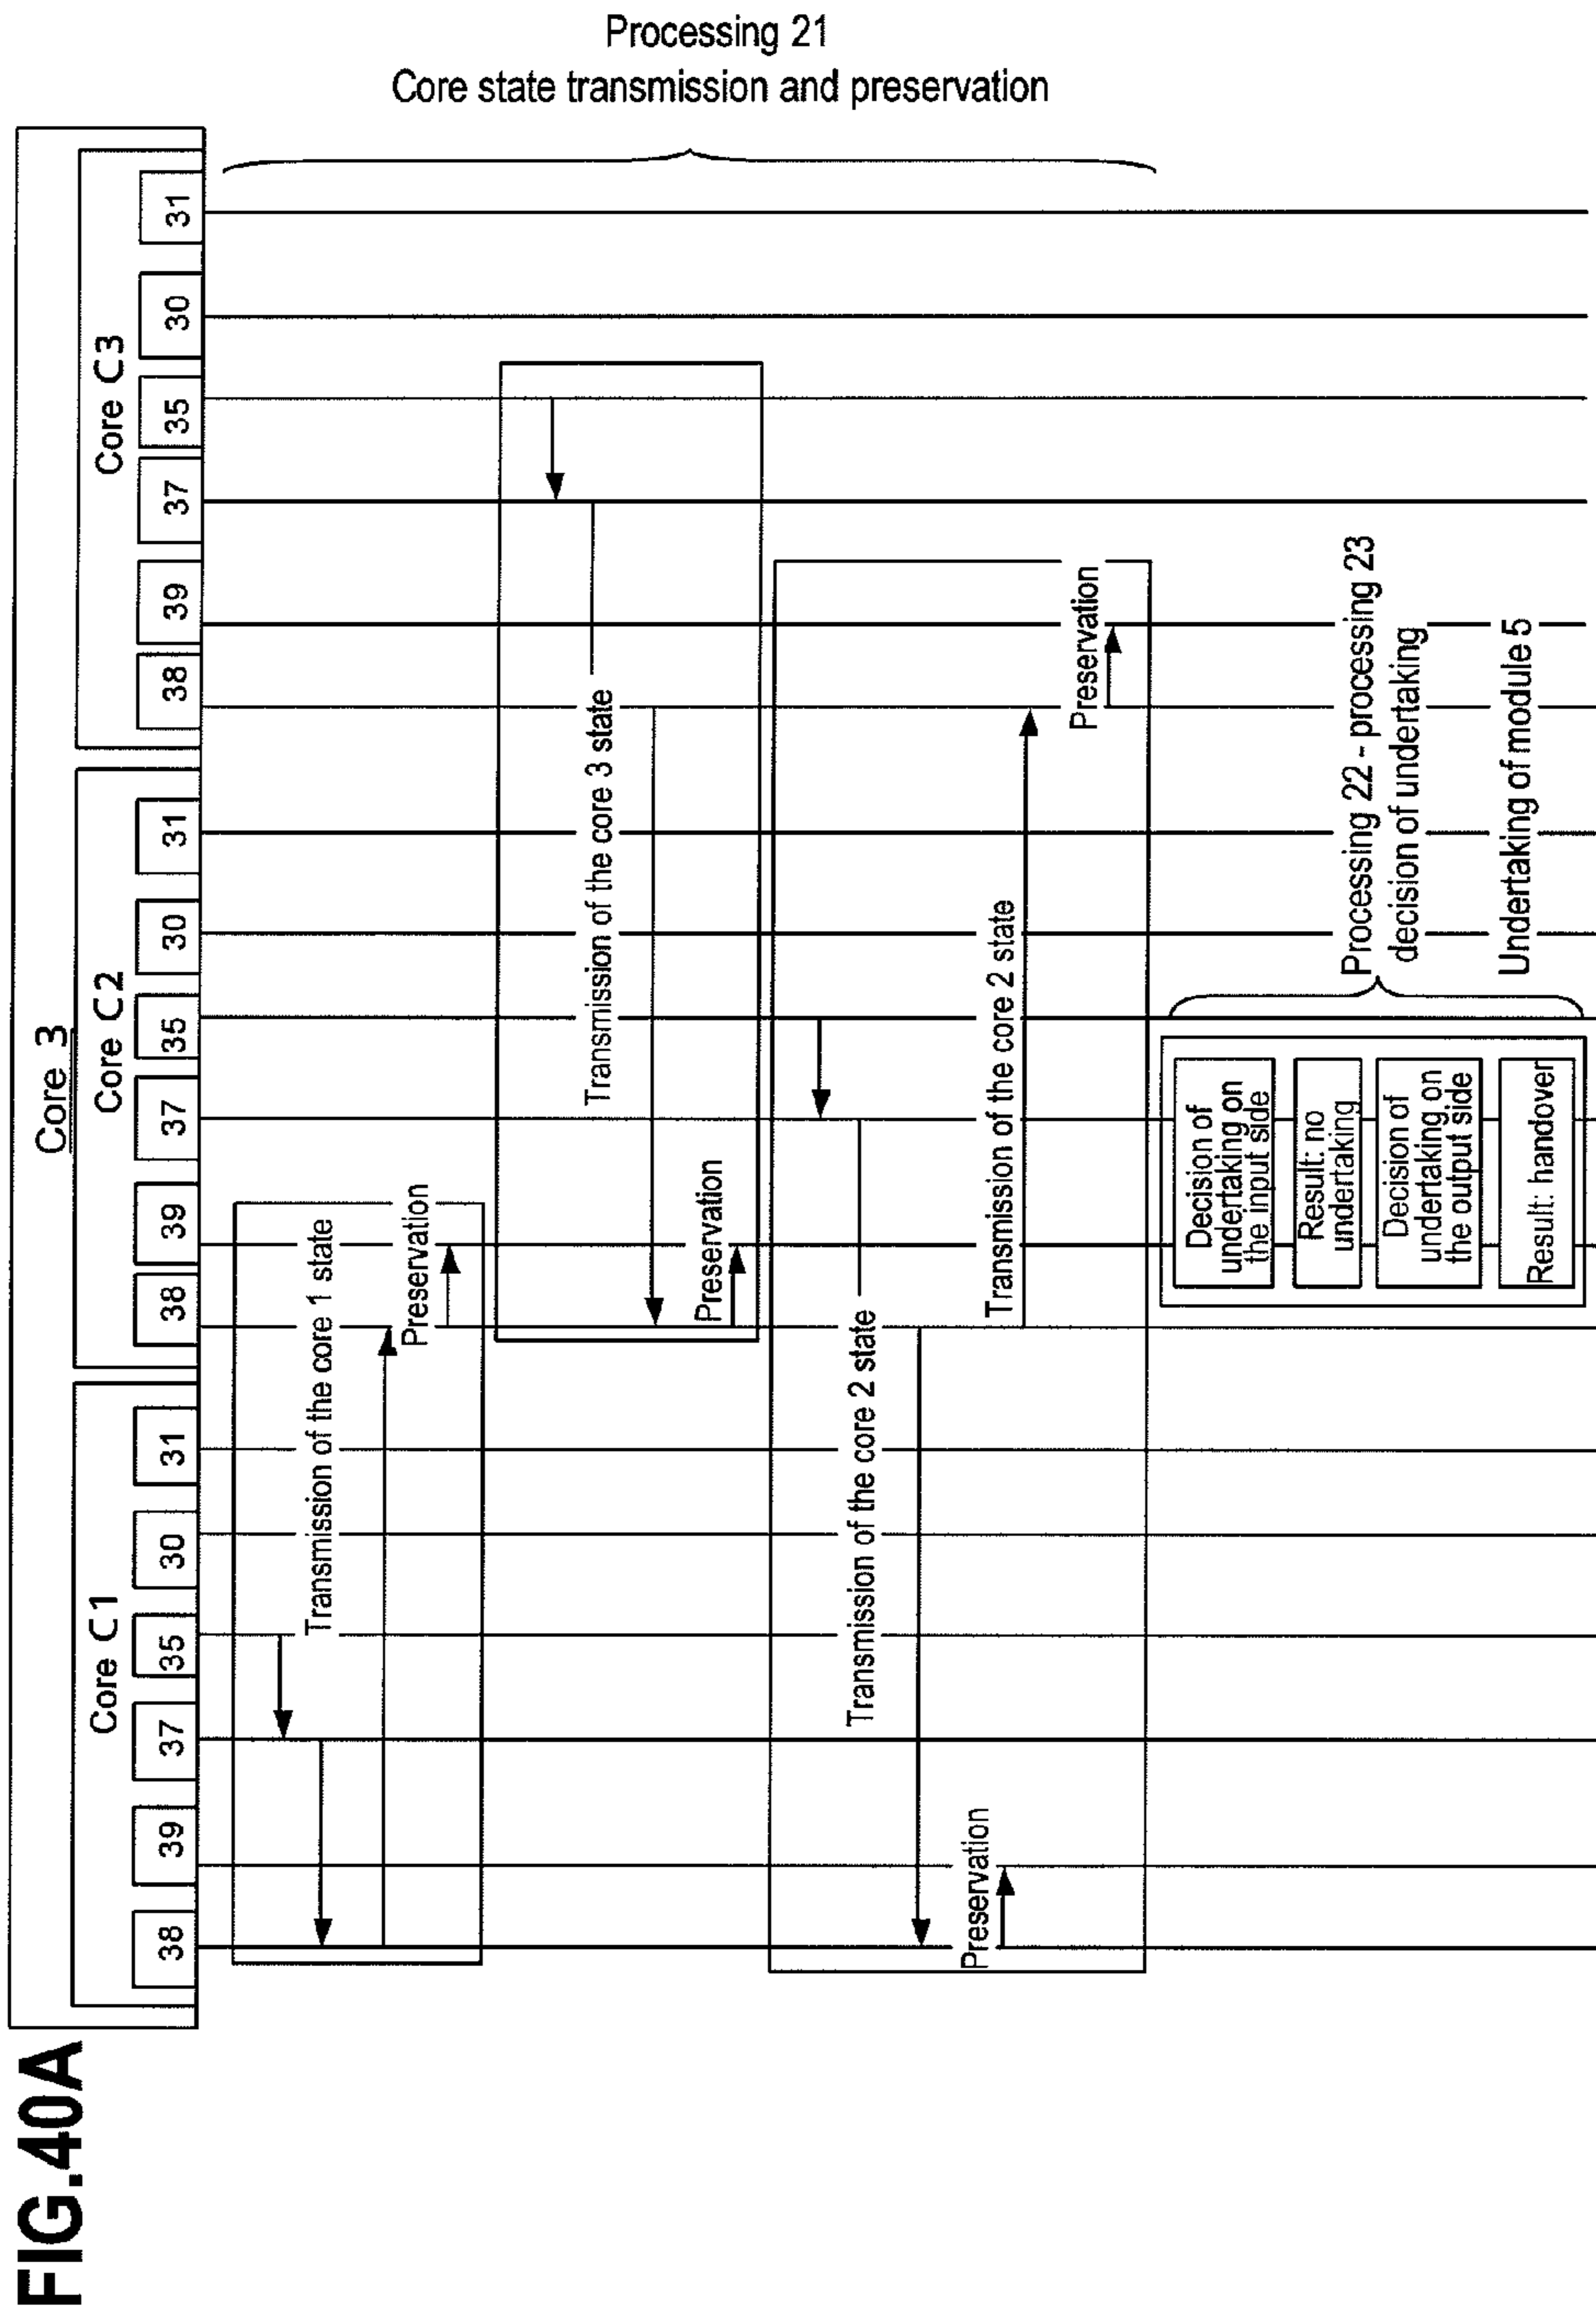 FIG.40A
Processing 21
Core state transmission and preservation
Core 3
Core C1
Core C2
Core C3
38
39
37
35
30
31
38
39
37
35
30
31
38
39
37
35
30
31
Transmission of the core 1 state
Preservation
Transmission of the core 3 state
Preservation
Transmission of the core 2 state
Preservation
Transmission of the core 2 state
Preservation
Decision of
undertaking on
the input side
Result: no
undertaking
Decision of
undertaking on
the output side
Result: handover
Processing 22 - processing 23
decision of undertaking
Undertaking of module 5